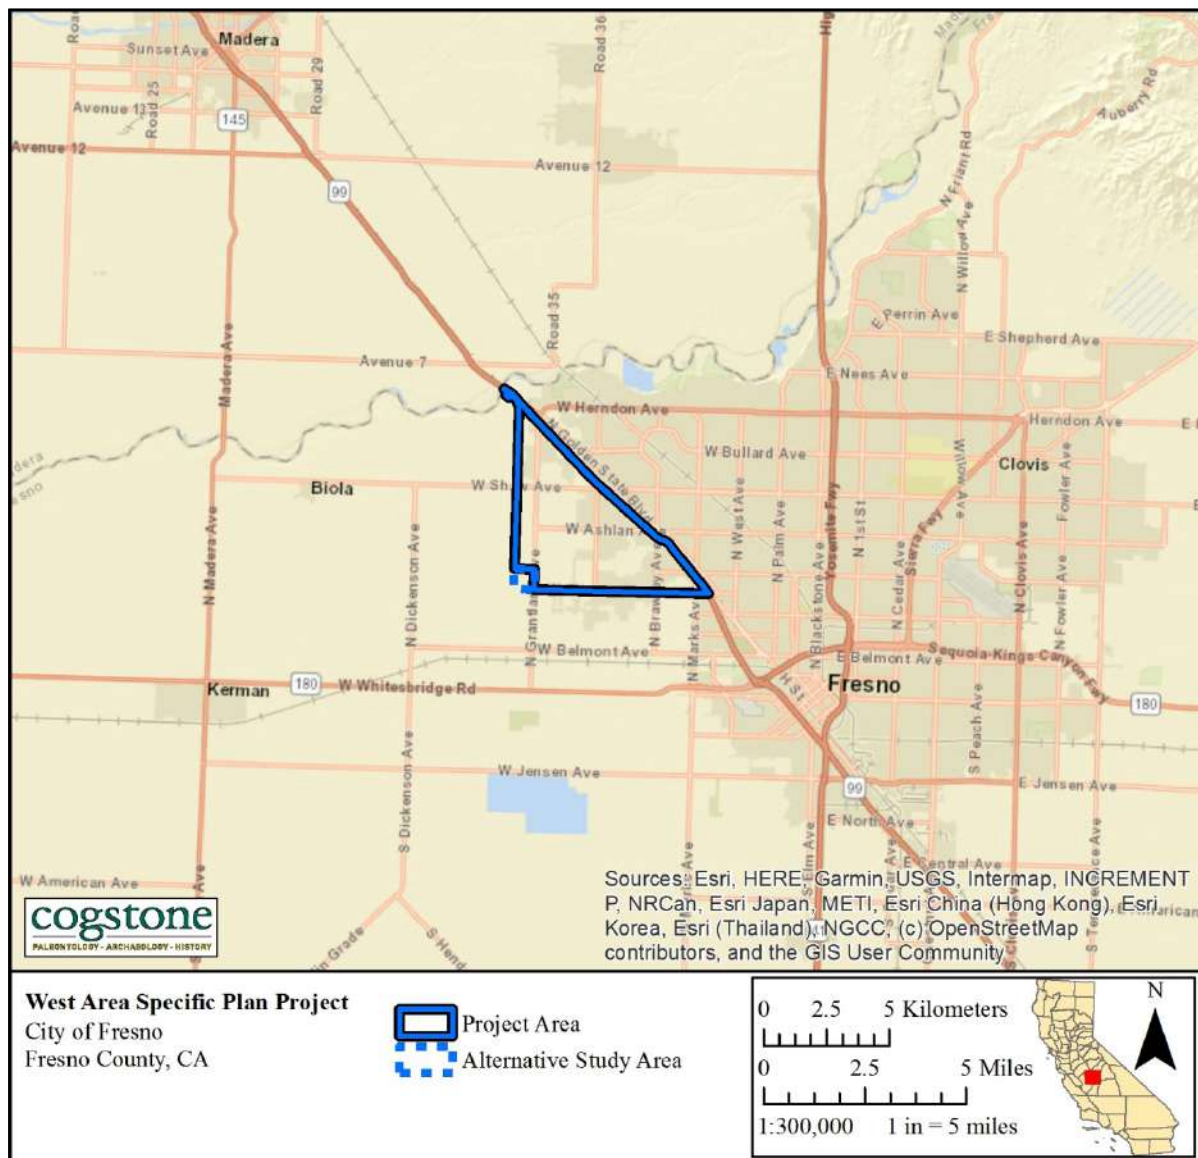 Madera
Sunset Ave
Road 25
Road 29
Road 36
Avenue 13
145
Avenue 12
Avenue 12
99
Auberry Rd
N Friant Rd
N Willow Ave
Road 35
E Perrin Ave
E Shepherd Ave
Avenue 7
E Nees Ave
Madera Ave
W Herndon Ave
Herndon Ave
N Golden State Blvd
W Bullard Ave
Willow Ave
Clovis
Fowler Ave
Biola
W Shaw Ave
W Ashlan
N West Ave
N Palm Ave
Yosemite Fwy
N 1st St
N Cedar Ave
Sierra Fwy
N Madera Ave
N Dickenson Ave
N Grantland Ave
N Brawley Ave
N Marks Ave
N Blackstone Ave
N Clovis Ave
N Fowler Ave
W Belmont Ave
E Belmont Ave
Sequoia-Kings Canyon Fwy
Kerman
180
W Whitesbridge Rd
H St
Fresno
180
S Peach Ave
S Dickenson Ave
W Jensen Ave
99
E Jensen Ave
S Elm Ave
E North Ave
E Central Ave
W American Ave
41
Sources: Esri, HERE, Garmin, USGS, Intermap, INCREMENT
P, NRCan, Esri Japan, METI, Esri China (Hong Kong), Esri
Korea, Esri (Thailand), NGCC, (c) OpenStreetMap
contributors, and the GIS User Community
cogstone
PALEONTOLOGY - ARCHAEOLOGY - HISTORY
West Area Specific Plan Project
City of Fresno
Fresno County, CA
Project Area
Alternative Study Area
0 2.5 5 Kilometers
0 2.5 5 Miles
1:300,000 1 in = 5 miles
N